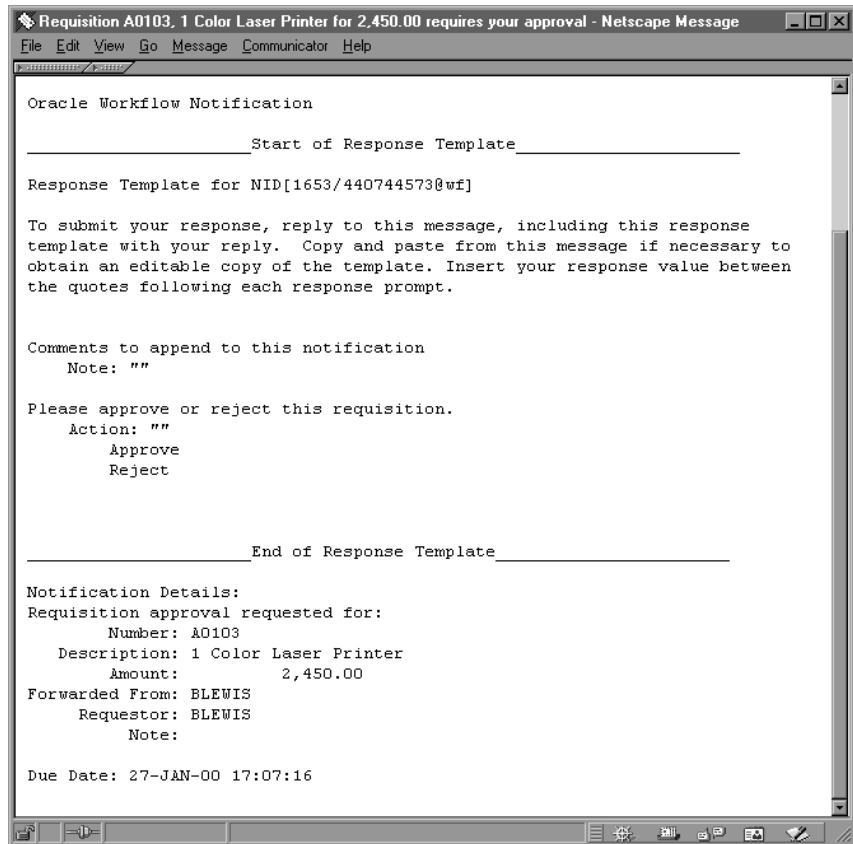 Requisition A0103, 1 Color Laser Printer for 2,450.00 requires your approval - Netscape Message
File Edit View Go Message Communicator Help
Oracle Workflow Notification
______________________Start of Response Template______________________
Response Template for NID[1653/440744573@wf]
To submit your response, reply to this message, including this response
template with your reply.  Copy and paste from this message if necessary to
obtain an editable copy of the template. Insert your response value between
the quotes following each response prompt.
Comments to append to this notification
Note: ""
Please approve or reject this requisition.
Action: ""
Approve
Reject
______________________End of Response Template_______________________
Notification Details:
Requisition approval requested for:
Number: A0103
Description: 1 Color Laser Printer
Amount: 2,450.00
Forwarded From: BLEWIS
Requestor: BLEWIS
Note:
Due Date: 27-JAN-00 17:07:16